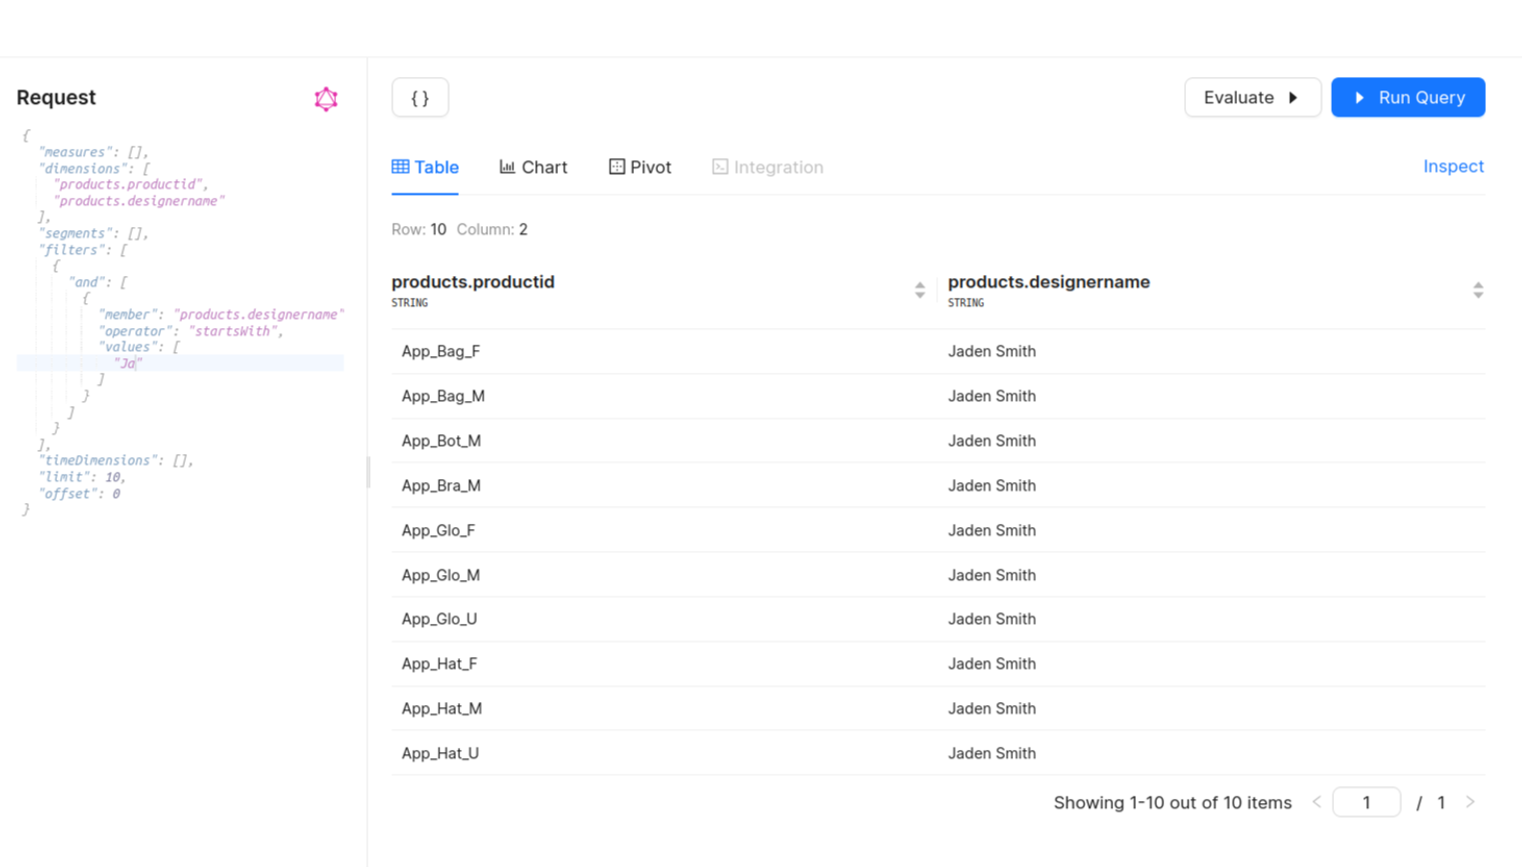 Request
{
"measures": [],
"dimensions": [
"products.productid",
"products.designername"
],
"segments": [],
"filters": [
{
"and": [
{
"member": "products.designername"
"operator": "startsWith",
"values": [
"Ja"
]
}
]
}
],
"timeDimensions": [],
"limit": 10,
"offset": 0
}
{ }
Evaluate
Run Query
Table Chart Pivot Integration
Inspect
Row: 10 Column: 2
products.productid products.designername
STRING STRING
App_Bag_F Jaden Smith
App_Bag_M Jaden Smith
App_Bot_M Jaden Smith
App_Bra_M Jaden Smith
App_Glo_F Jaden Smith
App_Glo_M Jaden Smith
App_Glo_U Jaden Smith
App_Hat_F Jaden Smith
App_Hat_M Jaden Smith
App_Hat_U Jaden Smith
Showing 1-10 out of 10 items < 1 / 1 >